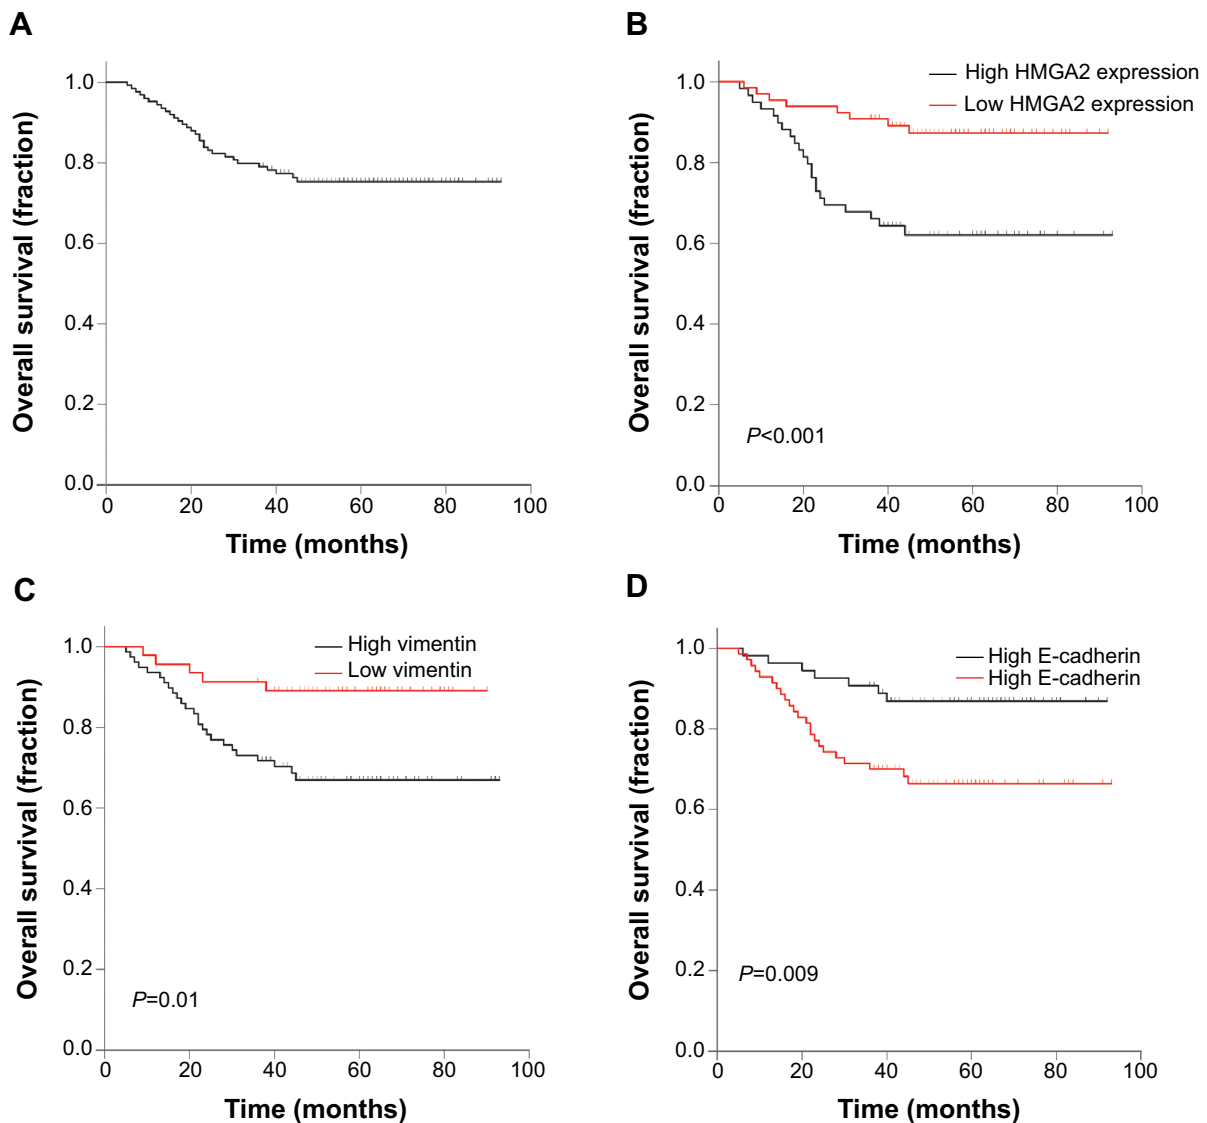 A
Overall survival (fraction)
1.0
0.8
0.6
0.4
0.2
0.0
0 20 40 60 80 100
Time (months)
B
Overall survival (fraction)
High HMGA2 expression
Low HMGA2 expression
1.0
0.8
0.6
0.4
0.2
0.0
P<0.001
0 20 40 60 80 100
Time (months)
C
Overall survival (fraction)
High vimentin
Low vimentin
1.0
0.8
0.6
0.4
0.2
0.0
P=0.01
0 20 40 60 80 100
Time (months)
D
Overall survival (fraction)
High E-cadherin
High E-cadherin
1.0
0.8
0.6
0.4
0.2
0.0
P=0.009
0 20 40 60 80 100
Time (months)